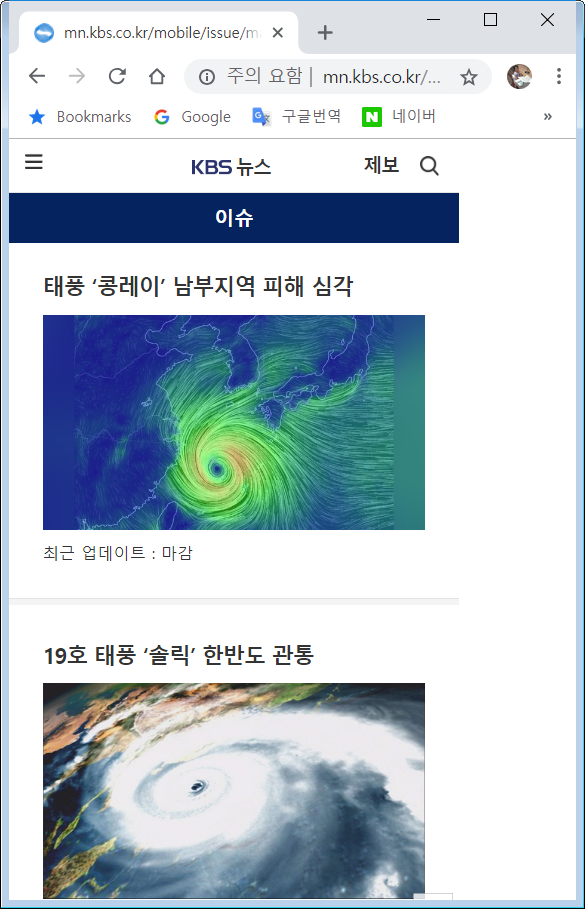 mn.kbs.co.kr/mobile/issue/m
주의 요함 | mn.kbs.co.kr/...
Bookmarks Google 구글번역 네이버 »
KBS 뉴스 제보
이슈
태풍 ‘콩레이’ 남부지역 피해 심각
최근 업데이트 : 마감
19호 태풍 ‘솔릭’ 한반도 관통